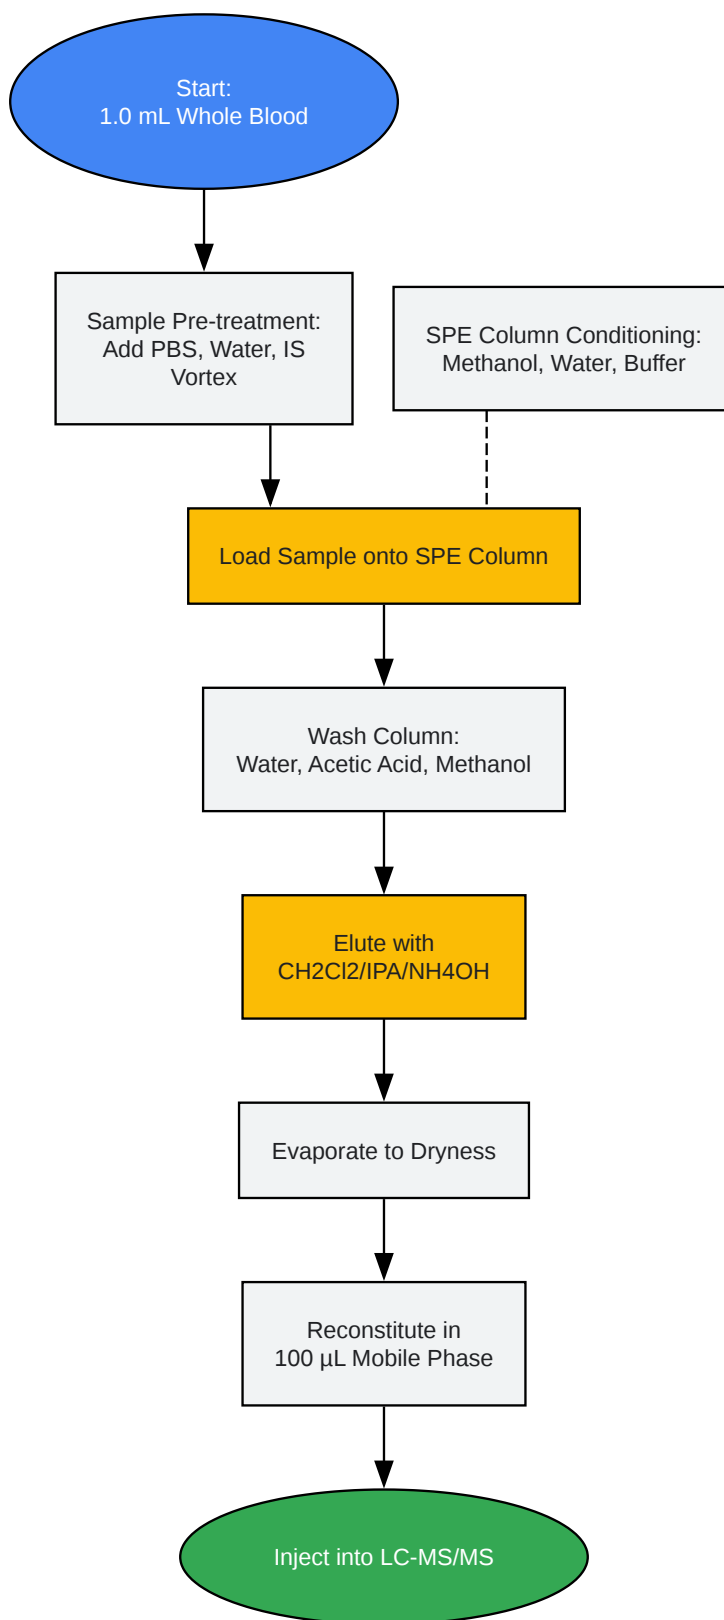 Start:
1.0 mL Whole Blood
Sample Pre-treatment:
Add PBS, Water, IS
Vortex
SPE Column Conditioning:
Methanol, Water, Buffer
Load Sample onto SPE Column
Wash Column:
Water, Acetic Acid, Methanol
Elute with
CH2Cl2/IPA/NH4OH
Evaporate to Dryness
Reconstitute in
100 µL Mobile Phase
Inject into LC-MS/MS